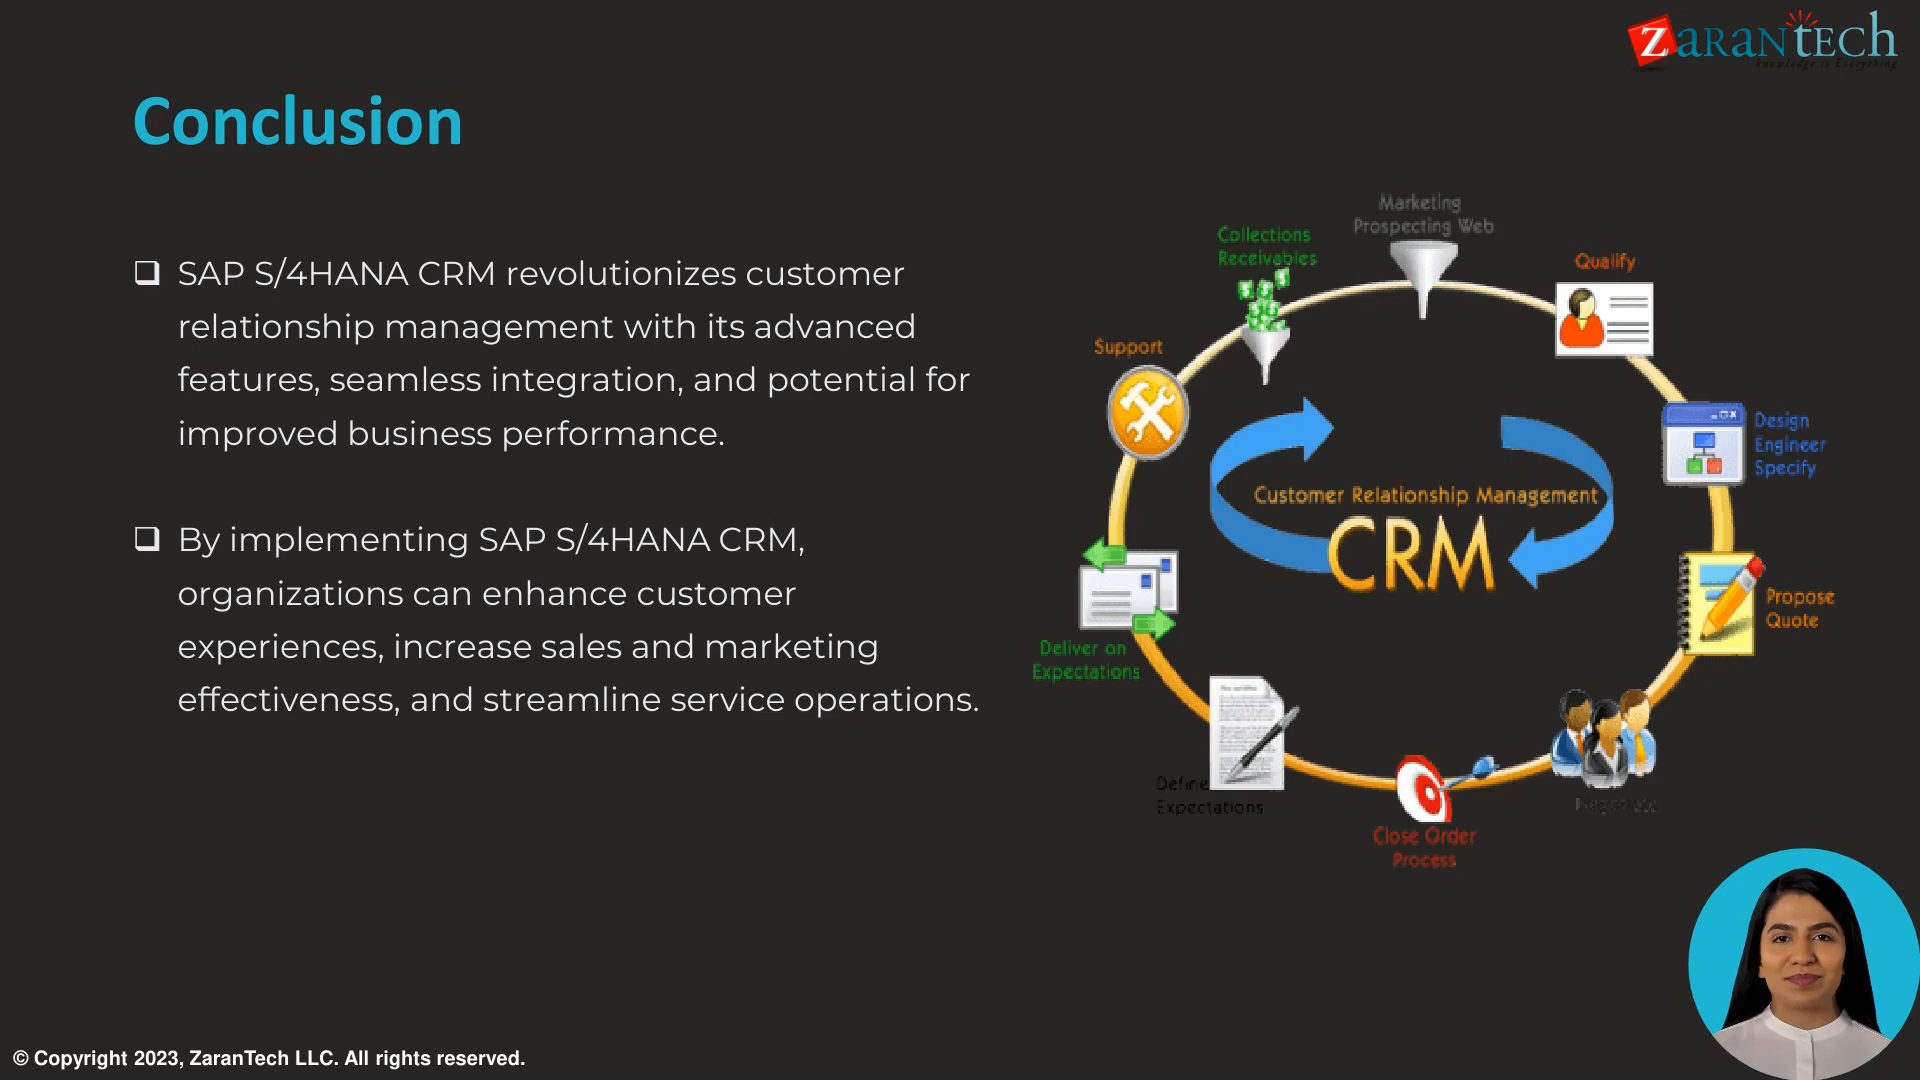 ZaranTech
Knowledge is Everything
Conclusion
SAP S/4HANA CRM revolutionizes customer
relationship management with its advanced
features, seamless integration, and potential for
improved business performance.
By implementing SAP S/4HANA CRM,
organizations can enhance customer
experiences, increase sales and marketing
effectiveness, and streamline service operations.
Marketing
Prospecting Web
Collections
Receivables
Qualify
Support
Design
Engineer
Specify
Customer Relationship Management
CRM
Propose
Quote
Deliver on
Expectations
Define
Expectations
Close Order
Process
© Copyright 2023, ZaranTech LLC. All rights reserved.